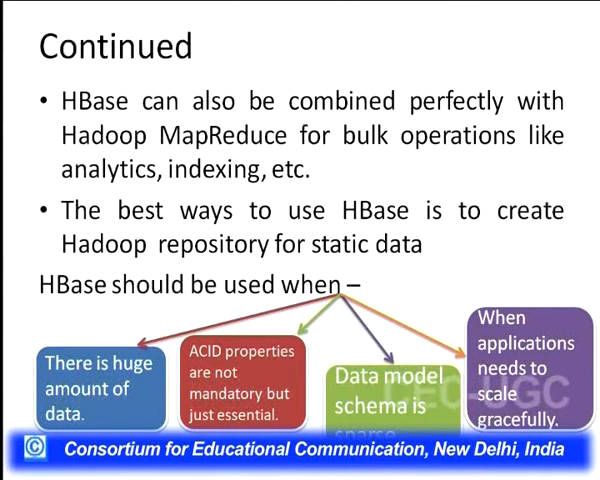 Continued
• HBase can also be combined perfectly with
Hadoop MapReduce for bulk operations like
analytics, indexing, etc.
• The best ways to use HBase is to create
Hadoop repository for static data
HBase should be used when –
There is huge
amount of
data.
ACID properties
are not
mandatory but
just essential.
Data model
schema is
sparse
When
applications
needs to
scale
gracefully.
CEC-UGC
© Consortium for Educational Communication, New Delhi, India